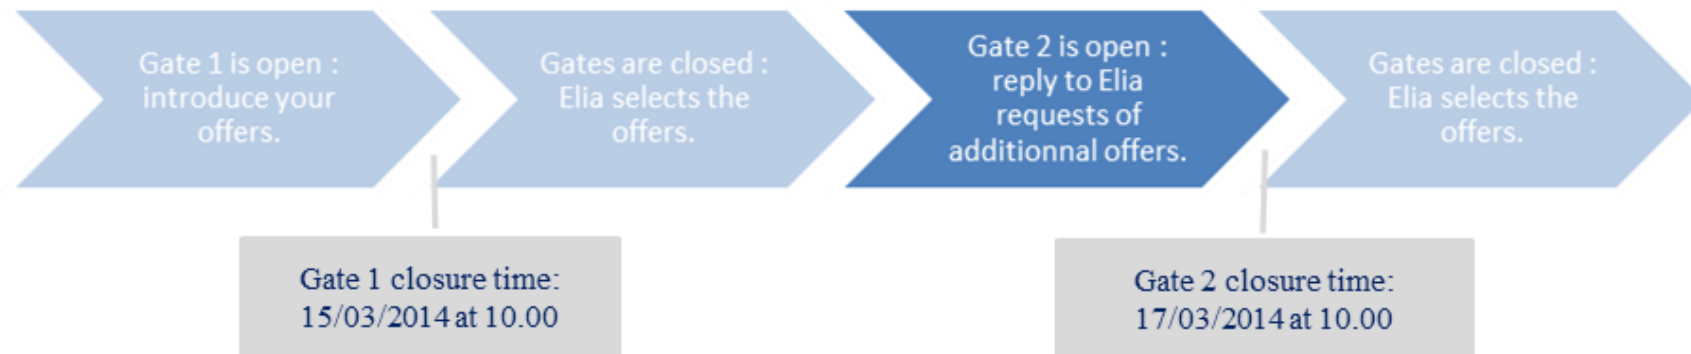 Gate 1 is open :
introduce your
offers.
Gates are closed :
Elia selects the
offers.
Gate 2 is open :
reply to Elia
requests of
additionnal offers.
Gates are closed :
Elia selects the
offers.
Gate 1 closure time:
15/03/2014 at 10.00
Gate 2 closure time:
17/03/2014 at 10.00